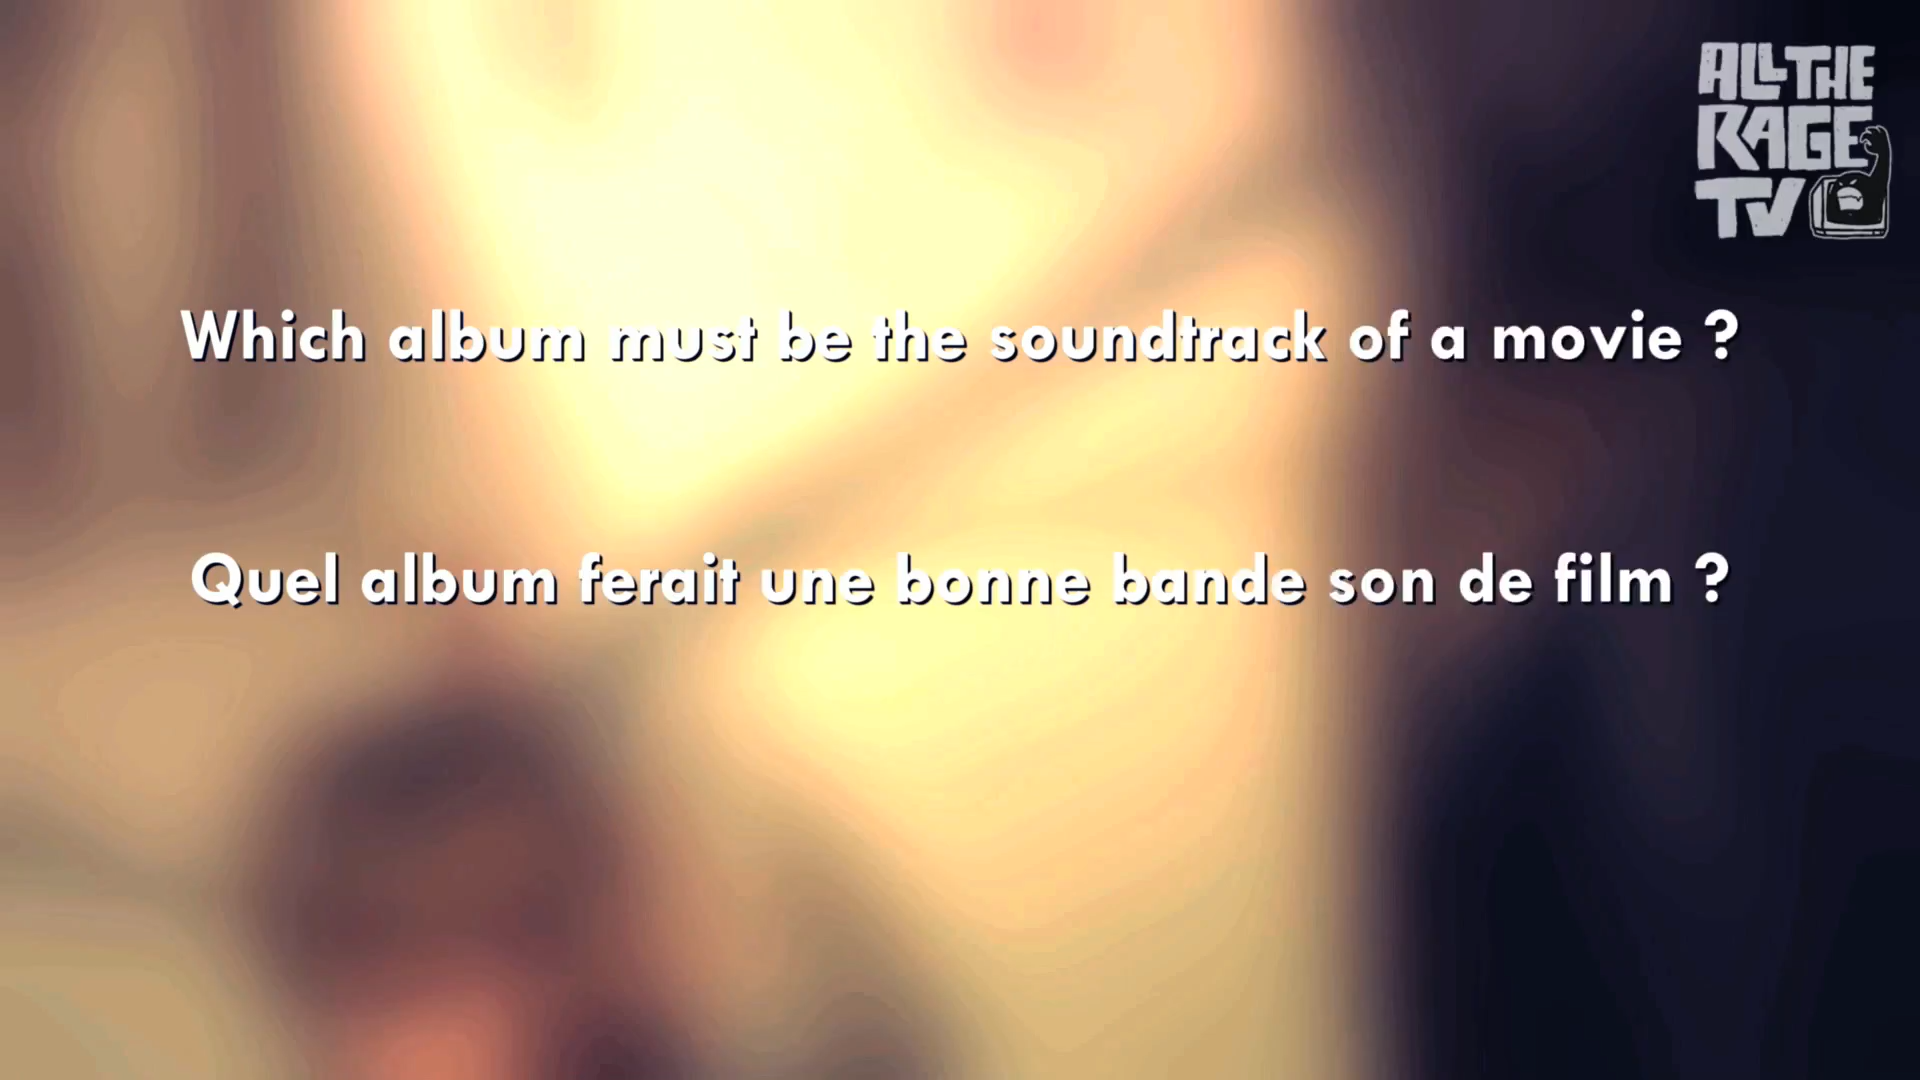 ALL THE
RAGE
TV
Which album must be the soundtrack of a movie ?
Quel album ferait une bonne bande son de film ?